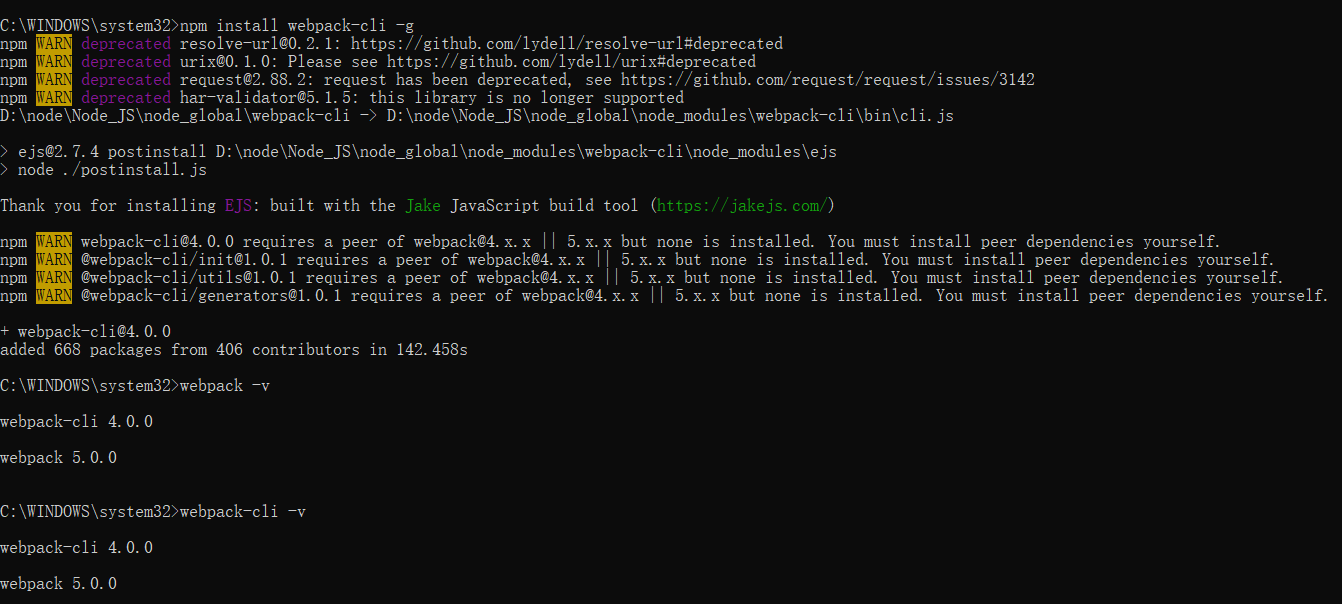 C:\WINDOWS\system32>npm install webpack-cli -g
npm WARN deprecated resolve-url@0.2.1: https://github.com/lydell/resolve-url#deprecated
npm WARN deprecated urix@0.1.0: Please see https://github.com/lydell/urix#deprecated
npm WARN deprecated request@2.88.2: request has been deprecated, see https://github.com/request/request/issues/3142
npm WARN deprecated har-validator@5.1.5: this library is no longer supported
D:\node\Node_JS\node_global\webpack-cli -> D:\node\Node_JS\node_global\node_modules\webpack-cli\bin\cli.js
> ejs@2.7.4 postinstall D:\node\Node_JS\node_global\node_modules\webpack-cli\node_modules\ejs
> node ./postinstall.js
Thank you for installing EJS: built with the Jake JavaScript build tool (https://jakejs.com/)
npm WARN webpack-cli@4.0.0 requires a peer of webpack@4.x.x || 5.x.x but none is installed. You must install peer dependencies yourself.
npm WARN @webpack-cli/init@1.0.1 requires a peer of webpack@4.x.x || 5.x.x but none is installed. You must install peer dependencies yourself.
npm WARN @webpack-cli/utils@1.0.1 requires a peer of webpack@4.x.x || 5.x.x but none is installed. You must install peer dependencies yourself.
npm WARN @webpack-cli/generators@1.0.1 requires a peer of webpack@4.x.x || 5.x.x but none is installed. You must install peer dependencies yourself.
+ webpack-cli@4.0.0
added 668 packages from 406 contributors in 142.458s
C:\WINDOWS\system32>webpack -v
webpack-cli 4.0.0
webpack 5.0.0
C:\WINDOWS\system32>webpack-cli -v
webpack-cli 4.0.0
webpack 5.0.0